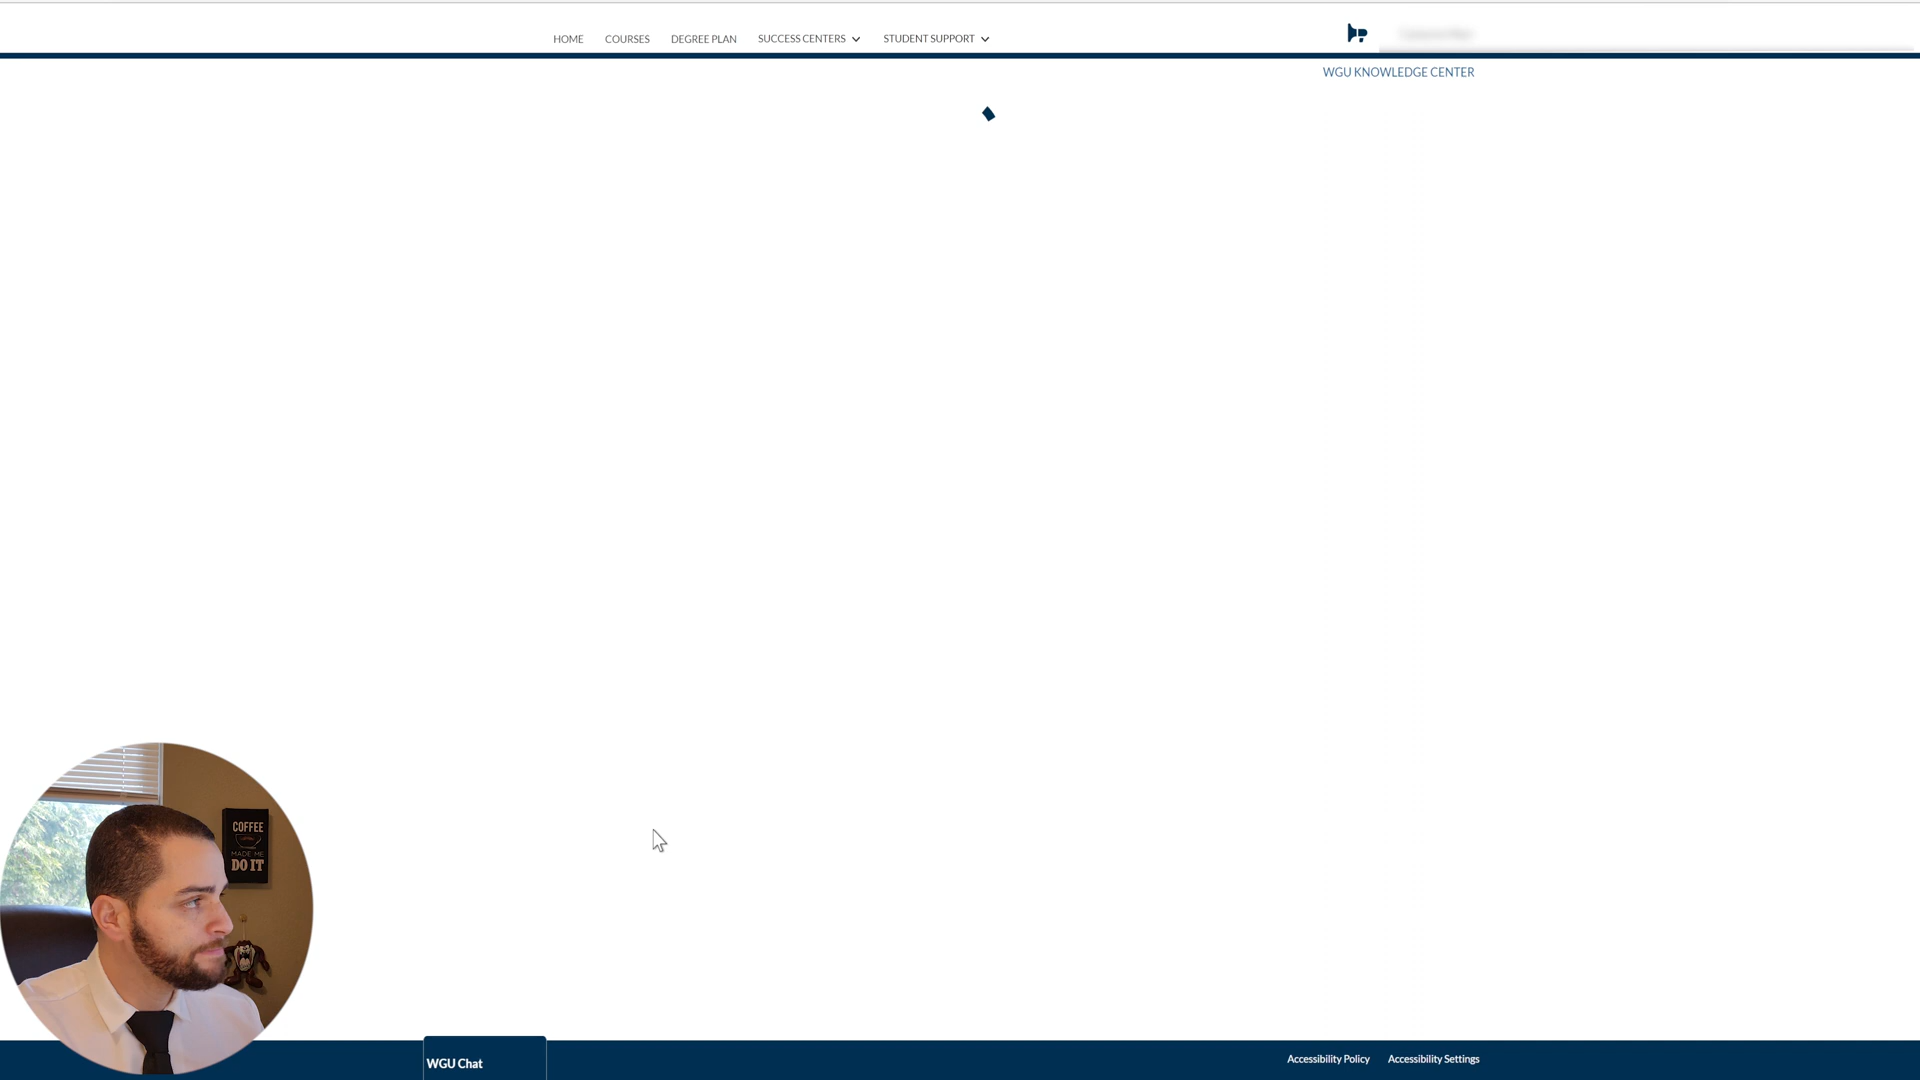 HOME COURSES DEGREE PLAN SUCCESS CENTERS STUDENT SUPPORT
WGU KNOWLEDGE CENTER
COFFEE
MADE ME
DO IT
WGU Chat
Accessibility Policy Accessibility Settings